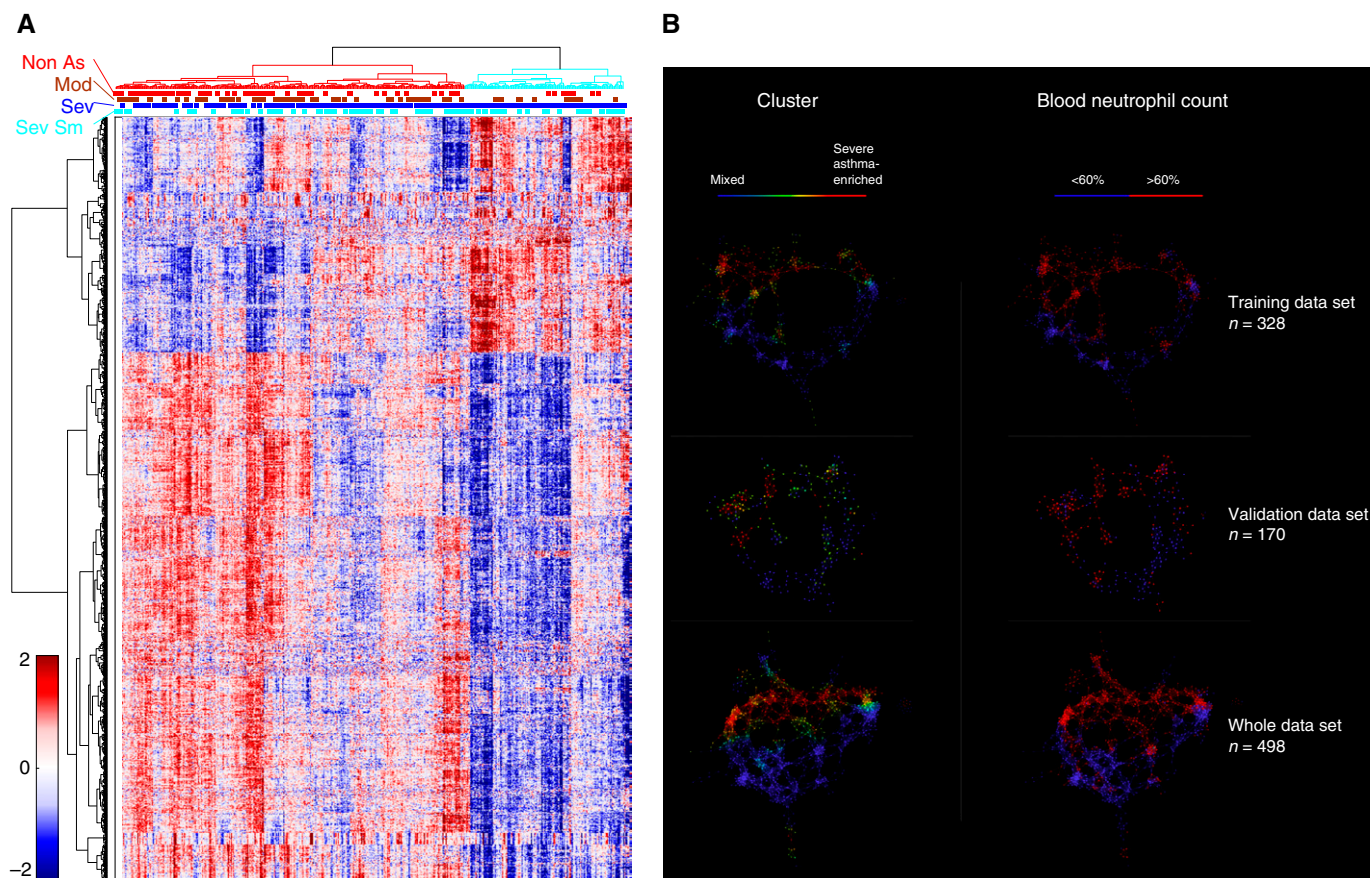 A
B
Non As
Mod
Sev
Sev Sm
2
0
–2
Cluster
Blood neutrophil count
Mixed
Severe
asthma-
enriched
<60%
>60%
Training data set
n = 328
Validation data set
n = 170
Whole data set
n = 498